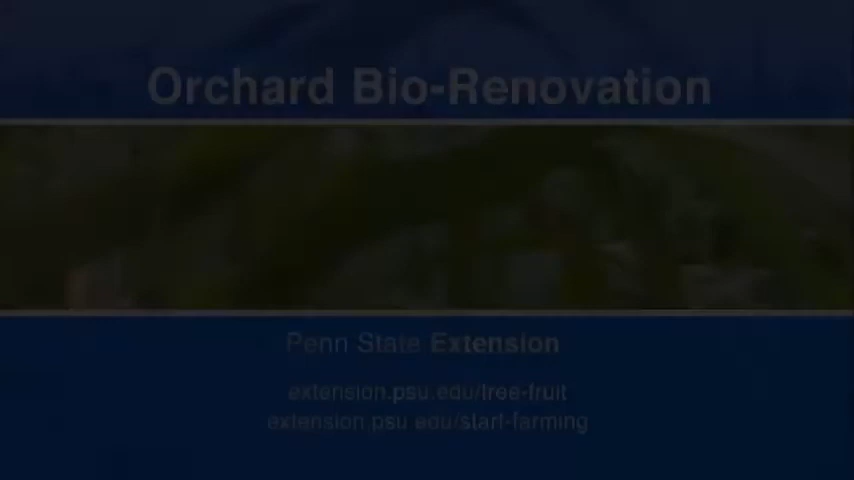 Orchard Bio-Renovation
Penn State Extension
extension.psu.edu/tree-fruit
extension.psu.edu/start-farming